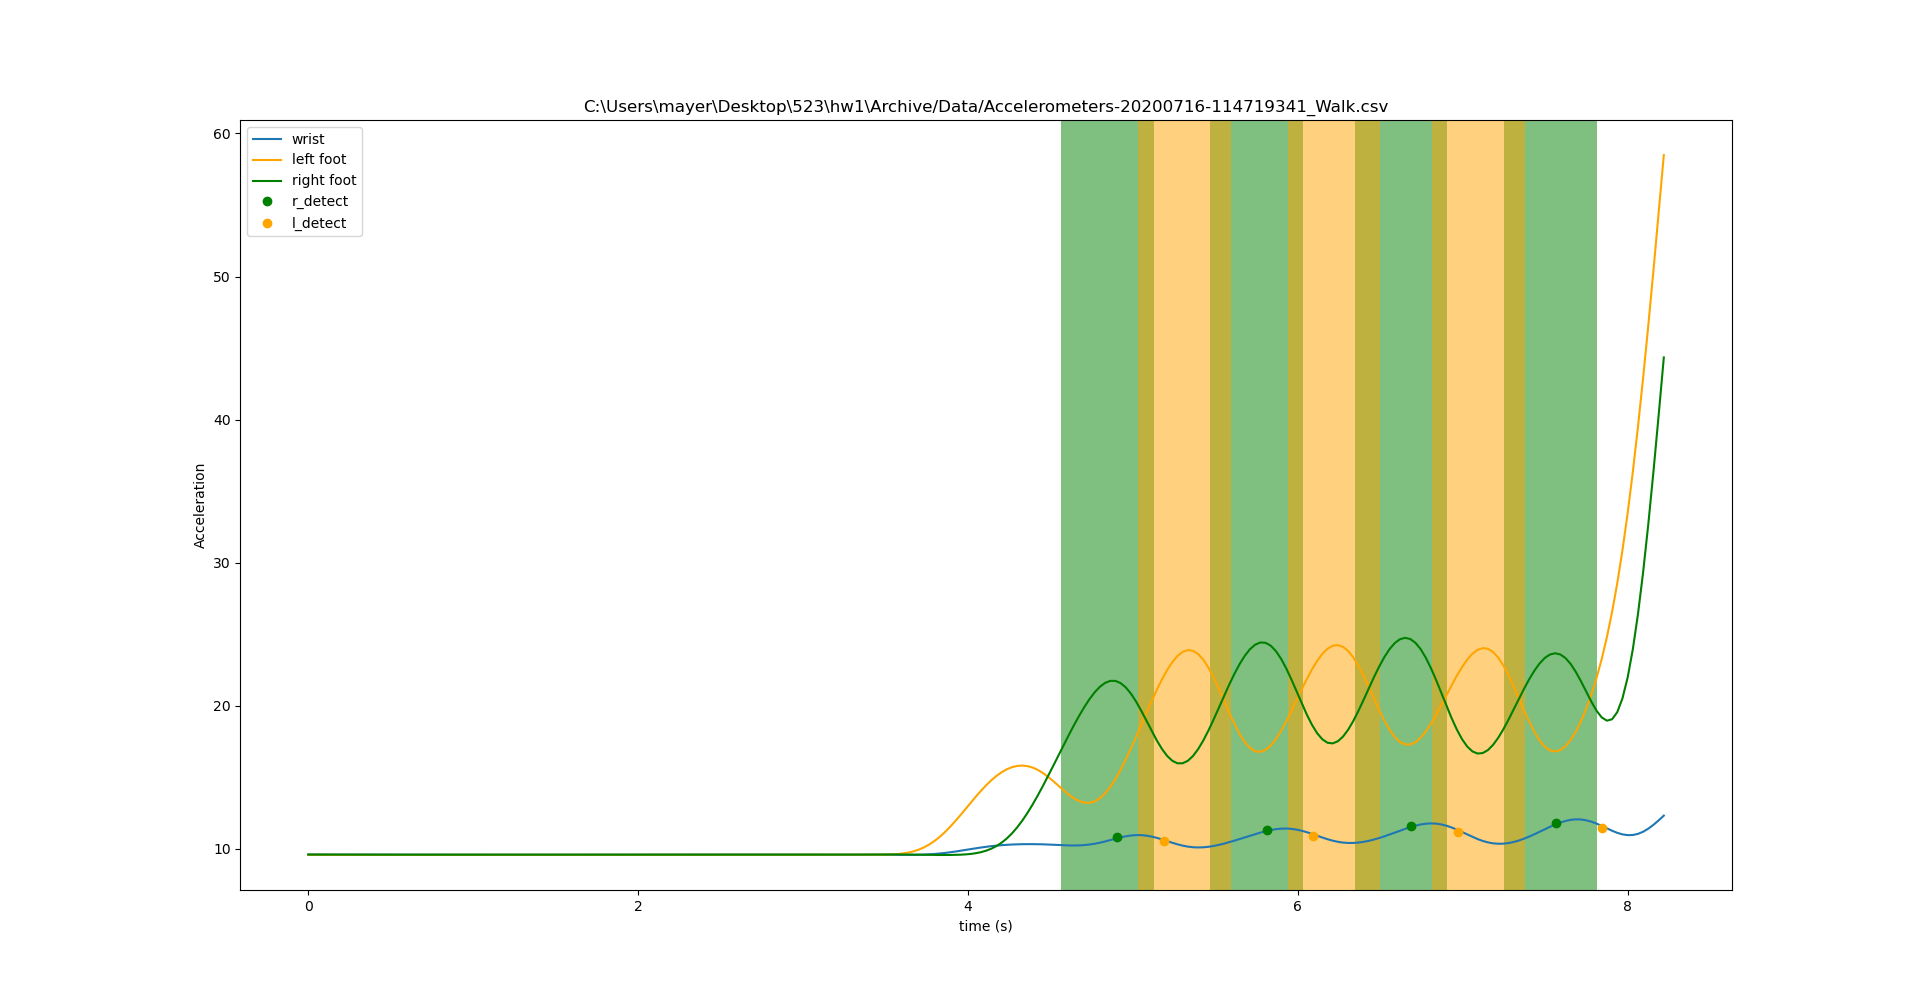 C:\Users\mayer\Desktop\523\hw1\Archive/Data/Accelerometers-20200716-114719341_Walk.csv
60
50
40
30
20
10
Acceleration
wrist
left foot
right foot
r_detect
l_detect
0 2 4 6 8
time (s)